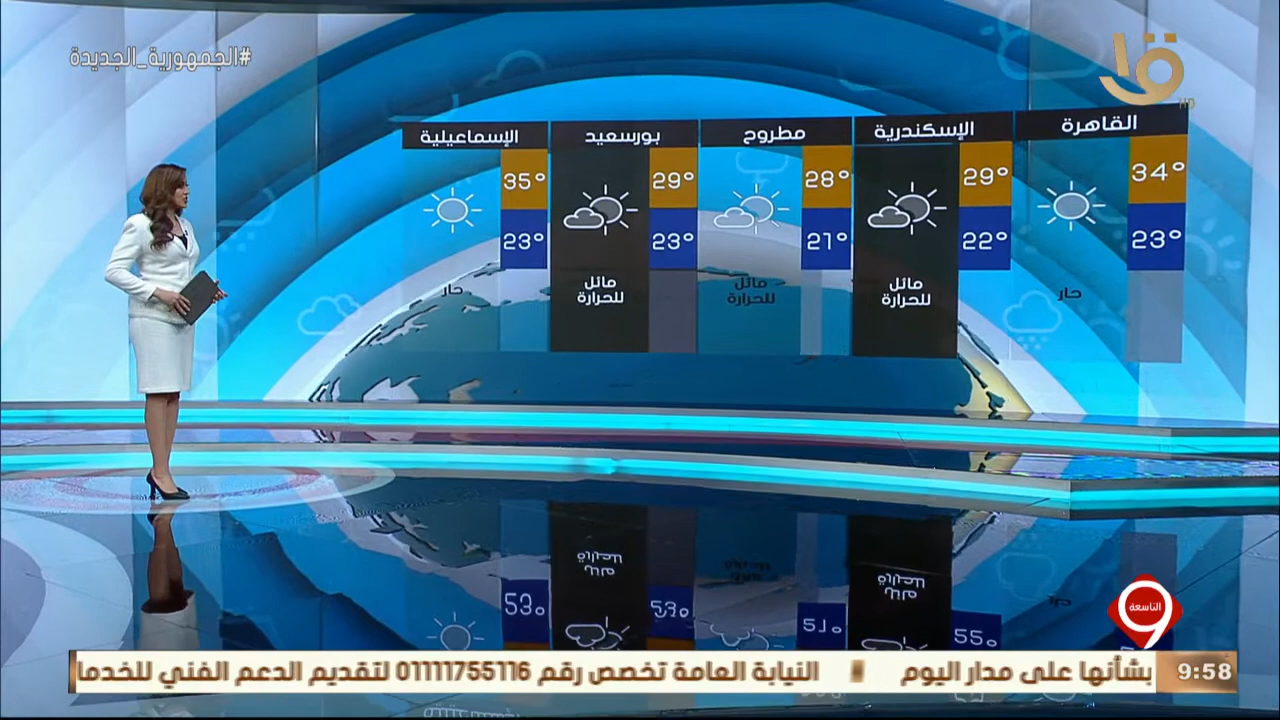 #الجمهورية_الجديدة
القاهرة
34°
23°
حار
الإسكندرية
29°
22°
مائل
للحرارة
مطروح
28°
21°
مائل
للحرارة
بورسعيد
29°
23°
مائل
للحرارة
الإسماعيلية
35°
23°
حار
التاسعة
9
9:58
بشأنها على مدار اليوم
النيابة العامة تخصص رقم 01111755116 لتقديم الدعم الفني للخدما